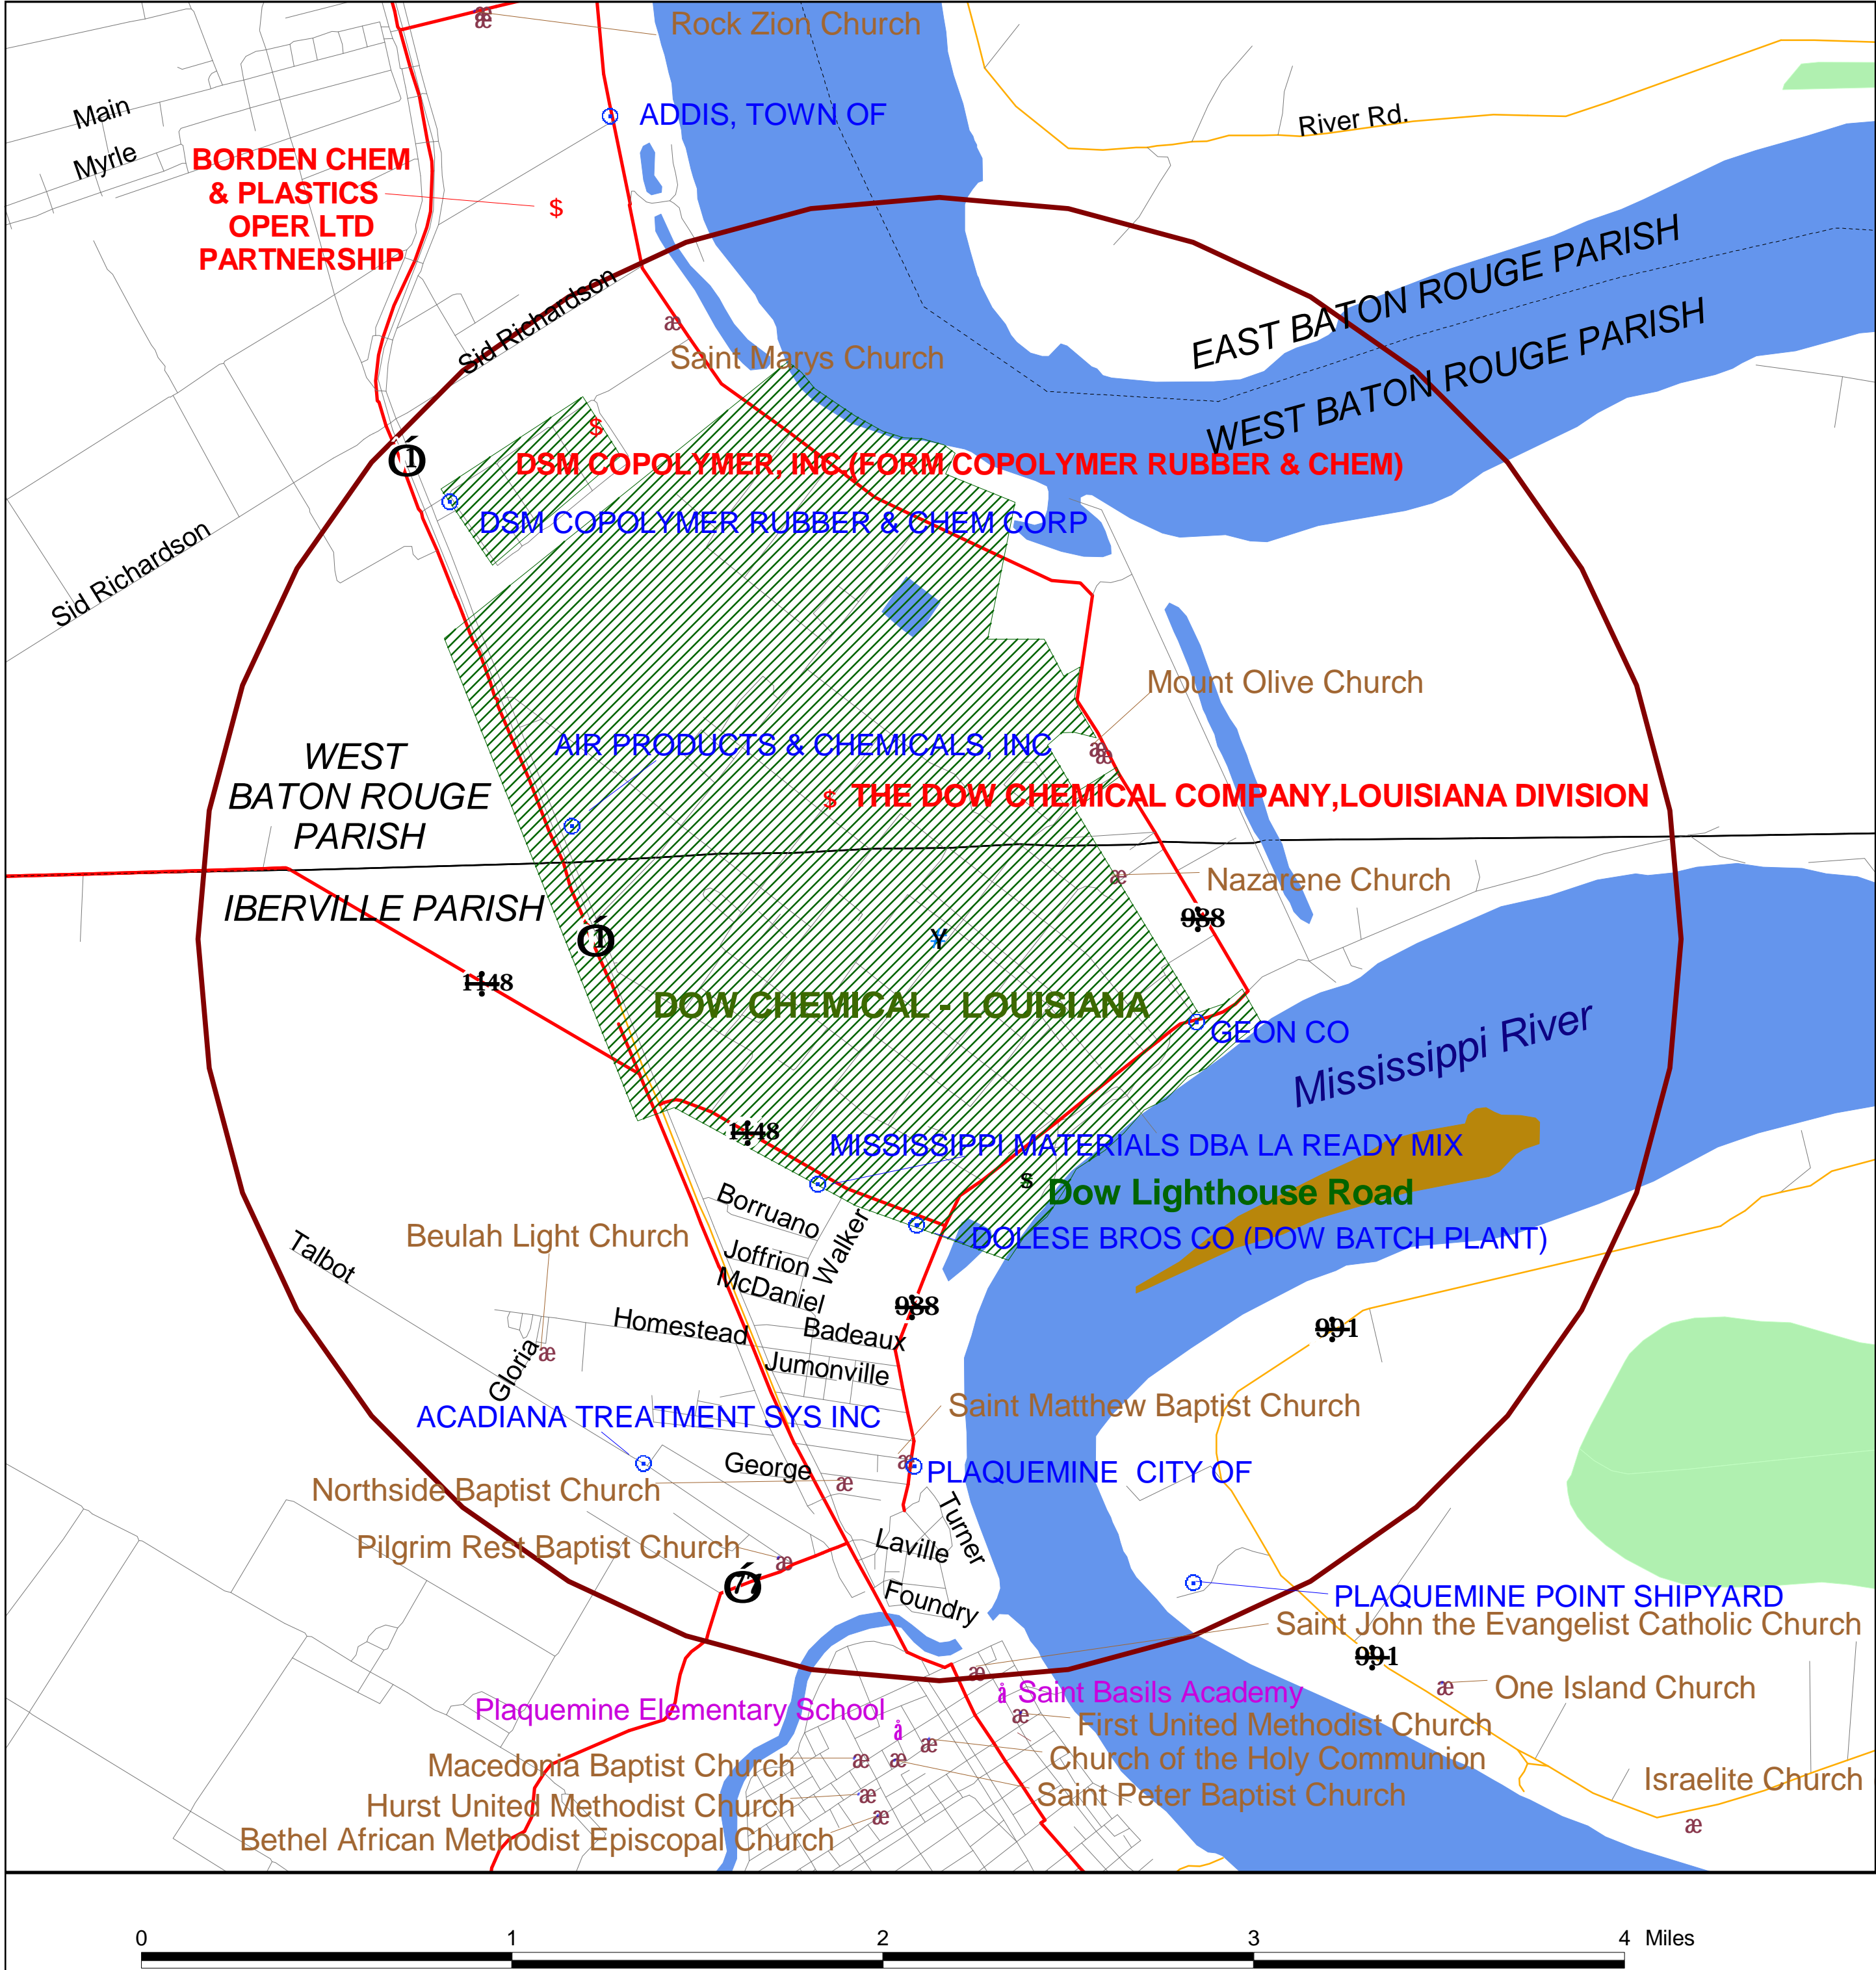 Rock Zion Church
Main
ADDIS, TOWN OF
River Rd.
Myrle
BORDEN CHEM
& PLASTICS
OPER LTD
PARTNERSHIP
$
EAST BATON ROUGE PARISH
Sid Richardson
Saint Marys Church
WEST BATON ROUGE PARISH
$
1
DSM COPOLYMER, INC.(FORM COPOLYMER RUBBER & CHEM)
DSM COPOLYMER RUBBER & CHEM CORP
Sid Richardson
Mount Olive Church
AIR PRODUCTS & CHEMICALS, INC
WEST
BATON ROUGE
PARISH
$ THE DOW CHEMICAL COMPANY,LOUISIANA DIVISION
Nazarene Church
IBERVILLE PARISH
988
1
¥
1148
DOW CHEMICAL - LOUISIANA
GEON CO
Mississippi River
1148
MISSISSIPPI MATERIALS DBA LA READY MIX
$ Dow Lighthouse Road
Borruano
Walker
Beulah Light Church
DOLESE BROS CO (DOW BATCH PLANT)
Talbot
Joffrion
McDaniel
988
991
Homestead
Badeaux
Gloria
Jumonville
Saint Matthew Baptist Church
ACADIANA TREATMENT SYS INC
George
PLAQUEMINE CITY OF
Northside Baptist Church
Turner
Pilgrim Rest Baptist Church
Laville
77
PLAQUEMINE POINT SHIPYARD
Foundry
Saint John the Evangelist Catholic Church
991
Saint Basils Academy
One Island Church
Plaquemine Elementary School
First United Methodist Church
Macedonia Baptist Church
Church of the Holy Communion
Israelite Church
Saint Peter Baptist Church
Hurst United Methodist Church
Bethel African Methodist Episcopal Church
0 1 2 3 4 Miles